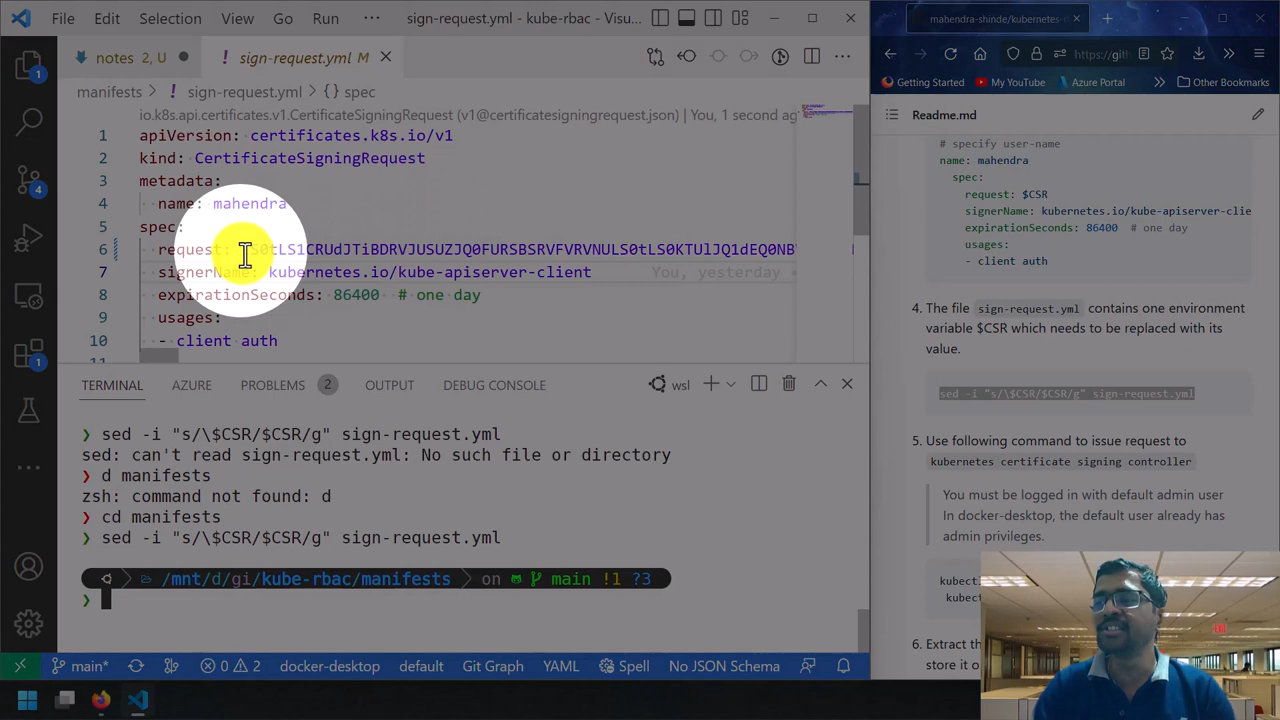 File Edit Selection View Go Run ··· sign-request.yml - kube-rbac - Visu...
notes 2, U
! sign-request.yml M
manifests > ! sign-request.yml > {} spec
io.k8s.api.certificates.v1.CertificateSigningRequest (v1@certificatesigningrequest.json) | You, 1 second ag
1 apiVersion: certificates.k8s.io/v1
2 kind: CertificateSigningRequest
3 metadata:
4 name: mahendra
5 spec:
6 request:
7 signerName: kubernetes.io/kube-apiserver-client You, yesterday
8 expirationSeconds: 86400 # one day
9 usages:
10 - client auth
11
TERMINAL AZURE PROBLEMS 2 OUTPUT DEBUG CONSOLE wsl
❯ sed -i "s/\$CSR/$CSR/g" sign-request.yml
sed: can't read sign-request.yml: No such file or directory
❯ d manifests
zsh: command not found: d
❯ cd manifests
❯ sed -i "s/\$CSR/$CSR/g" sign-request.yml
/mnt/d/gi/kube-rbac/manifests on main !1 ?3
❯
main* 0 2 docker-desktop default Git Graph YAML Spell No JSON Schema
1
4
1
mahendra-shinde/kubernetes-r
https://gith
Getting Started My YouTube Azure Portal Other Bookmarks
Readme.md
# specify user-name
name: mahendra
spec:
request: $CSR
signerName: kubernetes.io/kube-apiserver-clie
expirationSeconds: 86400 # one day
usages:
- client auth
4. The file sign-request.yml contains one environment
variable $CSR which needs to be replaced with its
value.
sed -i "s/\$CSR/$CSR/g" sign-request.yml
5. Use following command to issue request to
kubernetes certificate signing controller
You must be logged in with default admin user
In docker-desktop, the default user already has
admin privileges.
kubect
kube
6. Extract th
store it o